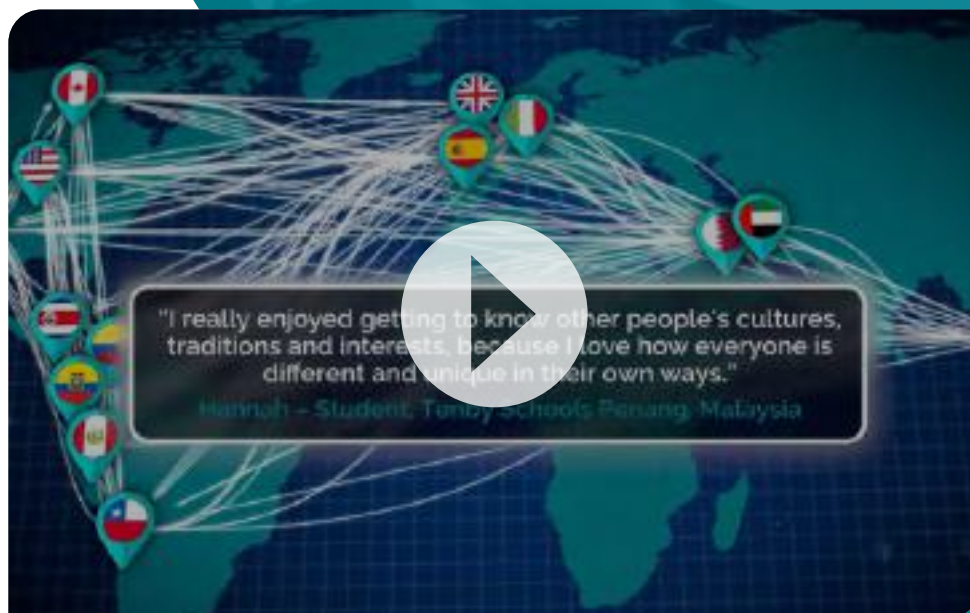 "I really enjoyed getting to know other people's cultures,
traditions and interests, because I love how everyone is
different and unique in their own ways."
Hannah – Student, Tenby Schools Penang, Malaysia